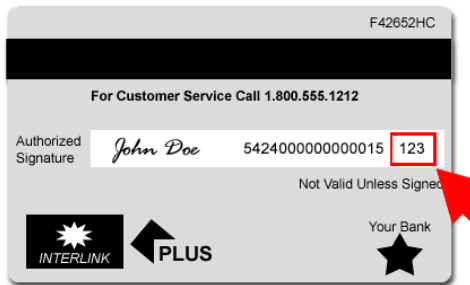 F42652HC
For Customer Service Call 1.800.555.1212
Authorized Signature John Doe 5424000000000015 123
Not Valid Unless Signed
INTERLINK PLUS Your Bank